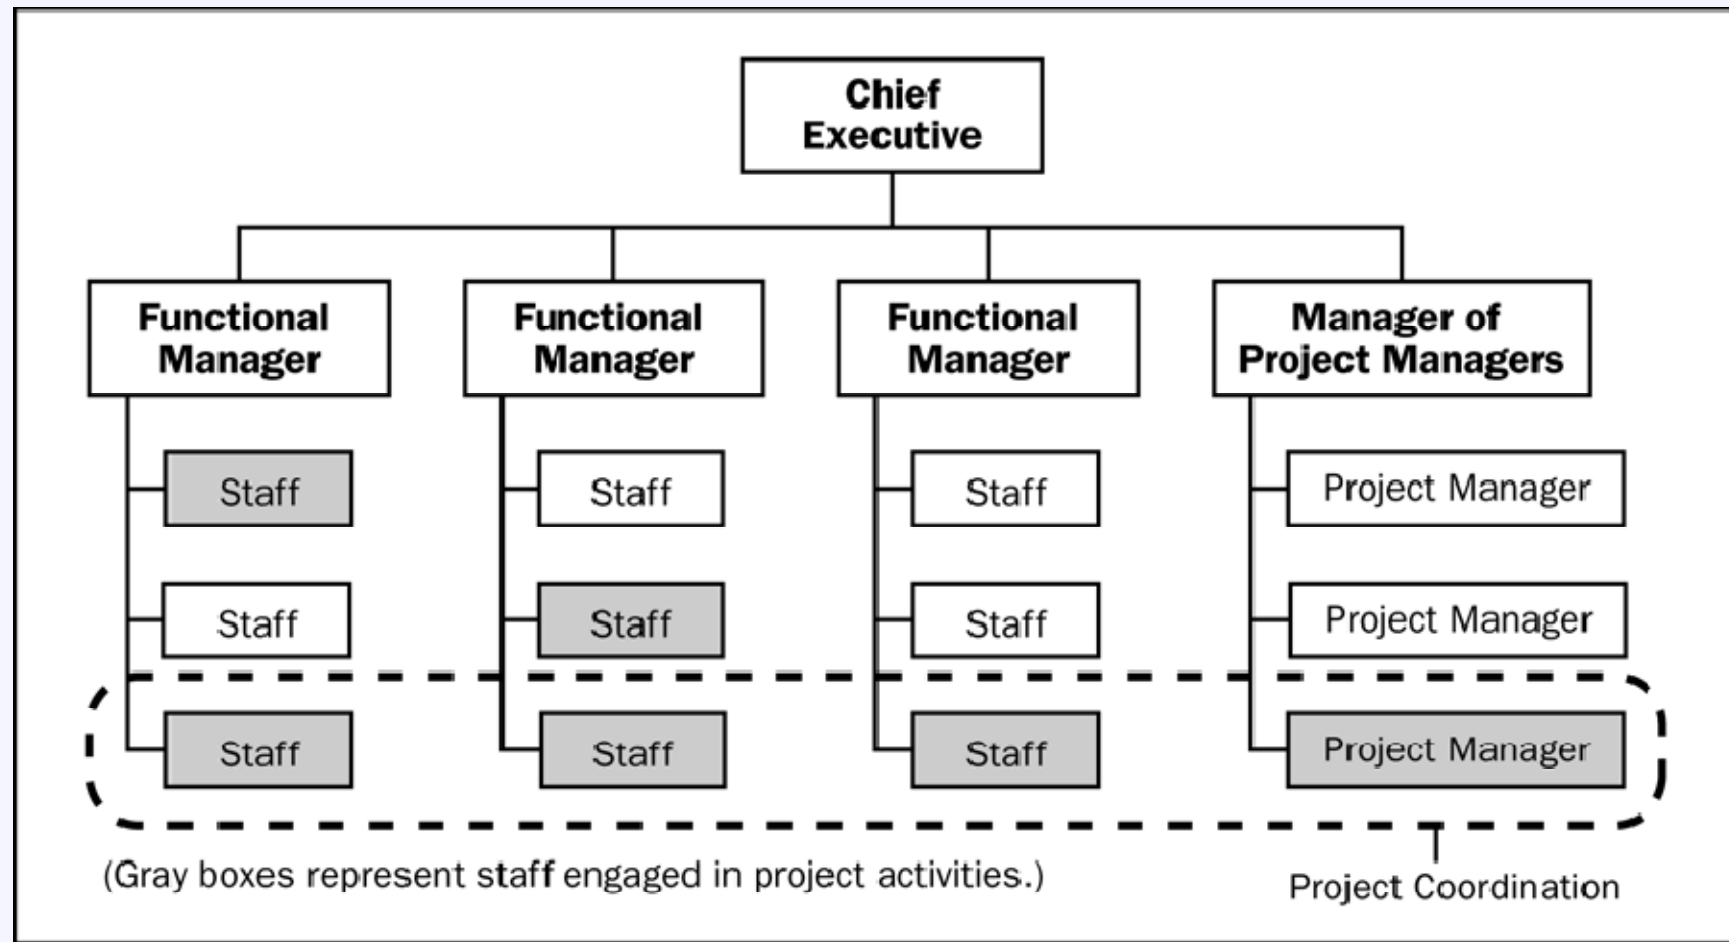 Chief
Executive
Functional
Manager
Functional
Manager
Functional
Manager
Manager of
Project Managers
Staff
Staff
Staff
Project Manager
Staff
Staff
Staff
Project Manager
Staff
Staff
Staff
Project Manager
(Gray boxes represent staff engaged in project activities.)
Project Coordination